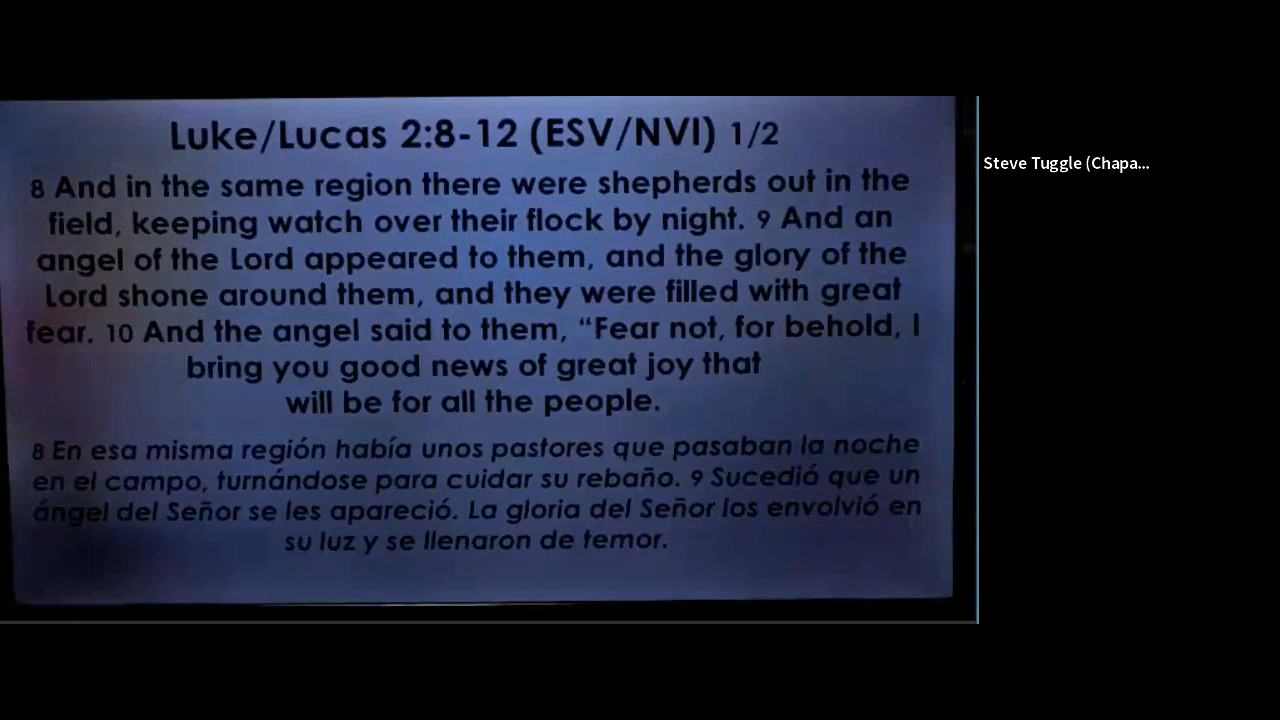 Luke/Lucas 2:8-12 (ESV/NVI) 1/2
8 And in the same region there were shepherds out in the
field, keeping watch over their flock by night. 9 And an
angel of the Lord appeared to them, and the glory of the
Lord shone around them, and they were filled with great
fear. 10 And the angel said to them, “Fear not, for behold, I
bring you good news of great joy that
will be for all the people.
8 En esa misma región había unos pastores que pasaban la noche
en el campo, turnándose para cuidar su rebaño. 9 Sucedió que un
ángel del Señor se les apareció. La gloria del Señor los envolvió en
su luz y se llenaron de temor.
Steve Tuggle (Chapa...